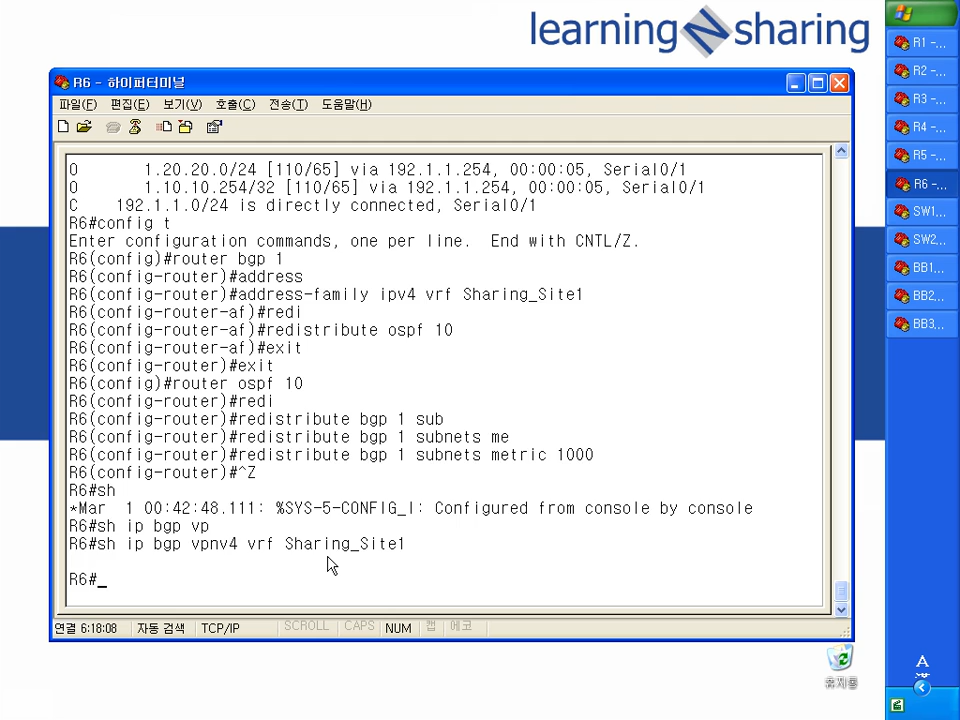 learning N sharing
R6 - 하이퍼터미널
파일(F) 편집(E) 보기(V) 호출(C) 전송(T) 도움말(H)
O       1.20.20.0/24 [110/65] via 192.1.1.254, 00:00:05, Serial0/1
O       1.10.10.254/32 [110/65] via 192.1.1.254, 00:00:05, Serial0/1
C    192.1.1.0/24 is directly connected, Serial0/1
R6#config t
Enter configuration commands, one per line.  End with CNTL/Z.
R6(config)#router bgp 1
R6(config-router)#address
R6(config-router)#address-family ipv4 vrf Sharing_Site1
R6(config-router-af)#redi
R6(config-router-af)#redistribute ospf 10
R6(config-router-af)#exit
R6(config-router)#exit
R6(config)#router ospf 10
R6(config-router)#redi
R6(config-router)#redistribute bgp 1 sub
R6(config-router)#redistribute bgp 1 subnets me
R6(config-router)#redistribute bgp 1 subnets metric 1000
R6(config-router)#^Z
R6#sh
*Mar  1 00:42:48.111: %SYS-5-CONFIG_I: Configured from console by console
R6#sh ip bgp vp
R6#sh ip bgp vpnv4 vrf Sharing_Site1
R6#_
연결 6:18:08 자동 검색 TCP/IP SCROLL CAPS NUM 캡 에코
휴지통
R1 -...
R2 -...
R3 -...
R4 -...
R5 -...
R6 -...
SW1...
SW2...
BB1...
BB2...
BB3...
A